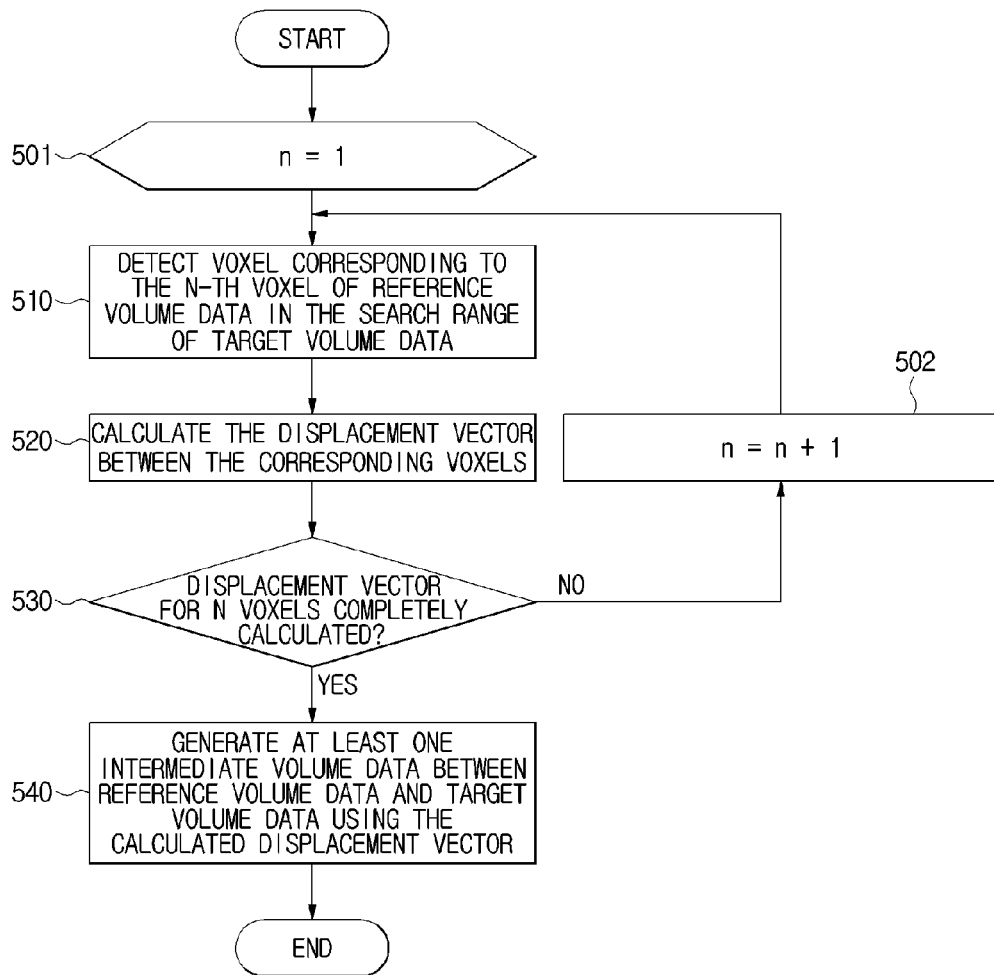 START
501
n = 1
510
DETECT VOXEL CORRESPONDING TO
THE N-TH VOXEL OF REFERENCE
VOLUME DATA IN THE SEARCH RANGE
OF TARGET VOLUME DATA
502
520
CALCULATE THE DISPLACEMENT VECTOR
BETWEEN THE CORRESPONDING VOXELS
n = n + 1
530
DISPLACEMENT VECTOR
FOR N VOXELS COMPLETELY
CALCULATED?
NO
YES
540
GENERATE AT LEAST ONE
INTERMEDIATE VOLUME DATA BETWEEN
REFERENCE VOLUME DATA AND TARGET
VOLUME DATA USING THE
CALCULATED DISPLACEMENT VECTOR
END